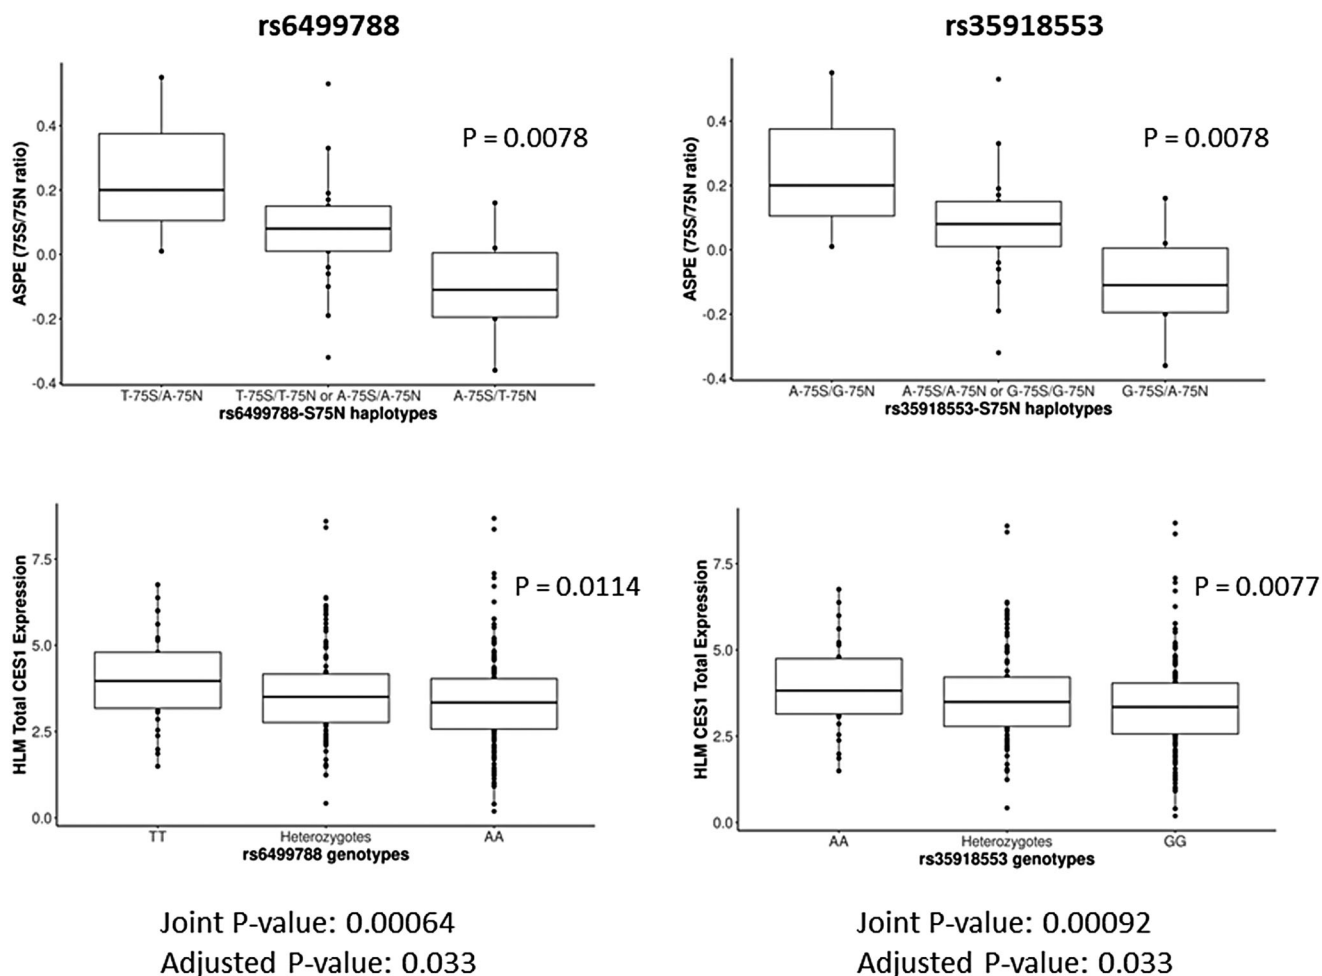 rs6499788
ASPE (75S/75N ratio)
0.4
0.2
0.0
-0.2
-0.4
P = 0.0078
T-75S/A-75N T-75S/T-75N or A-75S/A-75N A-75S/T-75N
rs6499788-S75N haplotypes
rs35918553
ASPE (75S/75N ratio)
0.4
0.2
0.0
-0.2
-0.4
P = 0.0078
A-75S/G-75N A-75S/A-75N or G-75S/G-75N G-75S/A-75N
rs35918553-S75N haplotypes
HLM Total CES1 Expression
7.5
5.0
2.5
0.0
P = 0.0114
TT Heterozygotes AA
rs6499788 genotypes
HLM CES1 Total Expression
7.5
5.0
2.5
0.0
P = 0.0077
AA Heterozygotes GG
rs35918553 genotypes
Joint P-value: 0.00064
Adjusted P-value: 0.033
Joint P-value: 0.00092
Adjusted P-value: 0.033